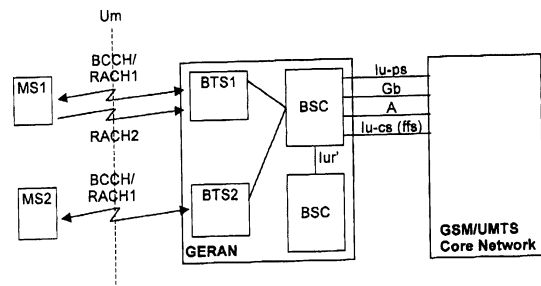 Um
BCCH/
RACH1
MS1
RACH2
BTS1
BSC
Iu-ps
Gb
A
Iu-cs (ffs)
Iur'
BCCH/
RACH1
MS2
BTS2
BSC
GERAN
GSM/UMTS
Core Network